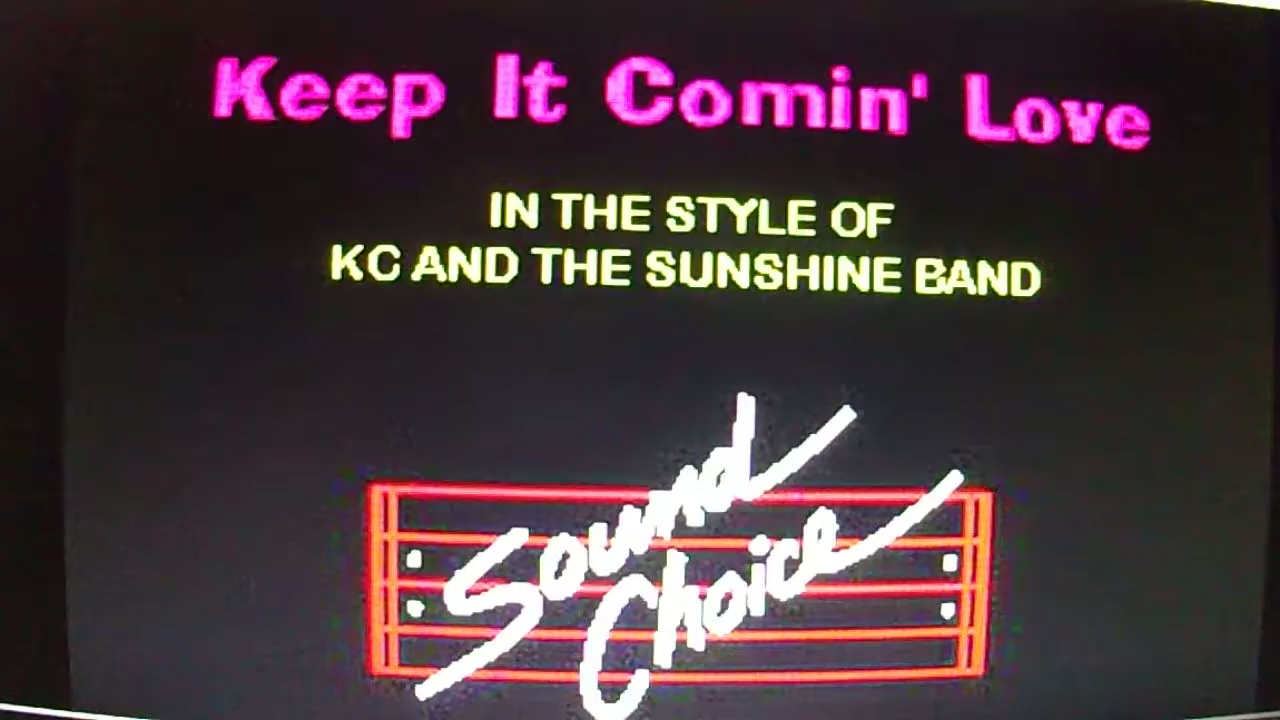 Keep It Comin' Love
IN THE STYLE OF
KC AND THE SUNSHINE BAND
Sound
Choice